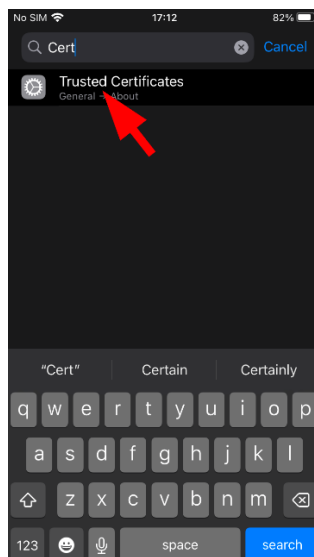 No SIM 17:12 82%
Cert Cancel
Trusted Certificates
General → About
"Cert" Certain Certainly
q w e r t y u i o p
a s d f g h j k l
z x c v b n m
123 space search